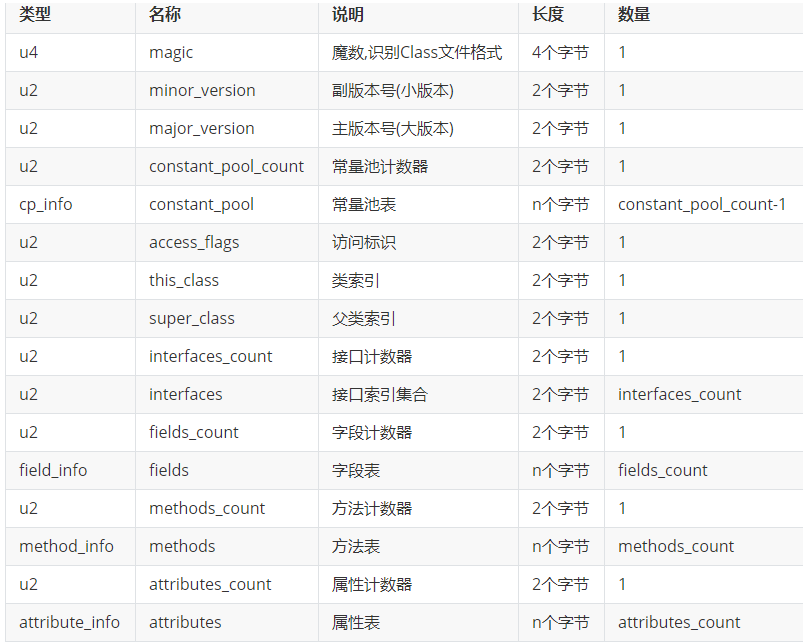 类型 名称 说明 长度 数量
u4 magic 魔数,识别Class文件格式 4个字节 1
u2 minor_version 副版本号(小版本) 2个字节 1
u2 major_version 主版本号(大版本) 2个字节 1
u2 constant_pool_count 常量池计数器 2个字节 1
cp_info constant_pool 常量池表 n个字节 constant_pool_count-1
u2 access_flags 访问标识 2个字节 1
u2 this_class 类索引 2个字节 1
u2 super_class 父类索引 2个字节 1
u2 interfaces_count 接口计数器 2个字节 1
u2 interfaces 接口索引集合 2个字节 interfaces_count
u2 fields_count 字段计数器 2个字节 1
field_info fields 字段表 n个字节 fields_count
u2 methods_count 方法计数器 2个字节 1
method_info methods 方法表 n个字节 methods_count
u2 attributes_count 属性计数器 2个字节 1
attribute_info attributes 属性表 n个字节 attributes_count